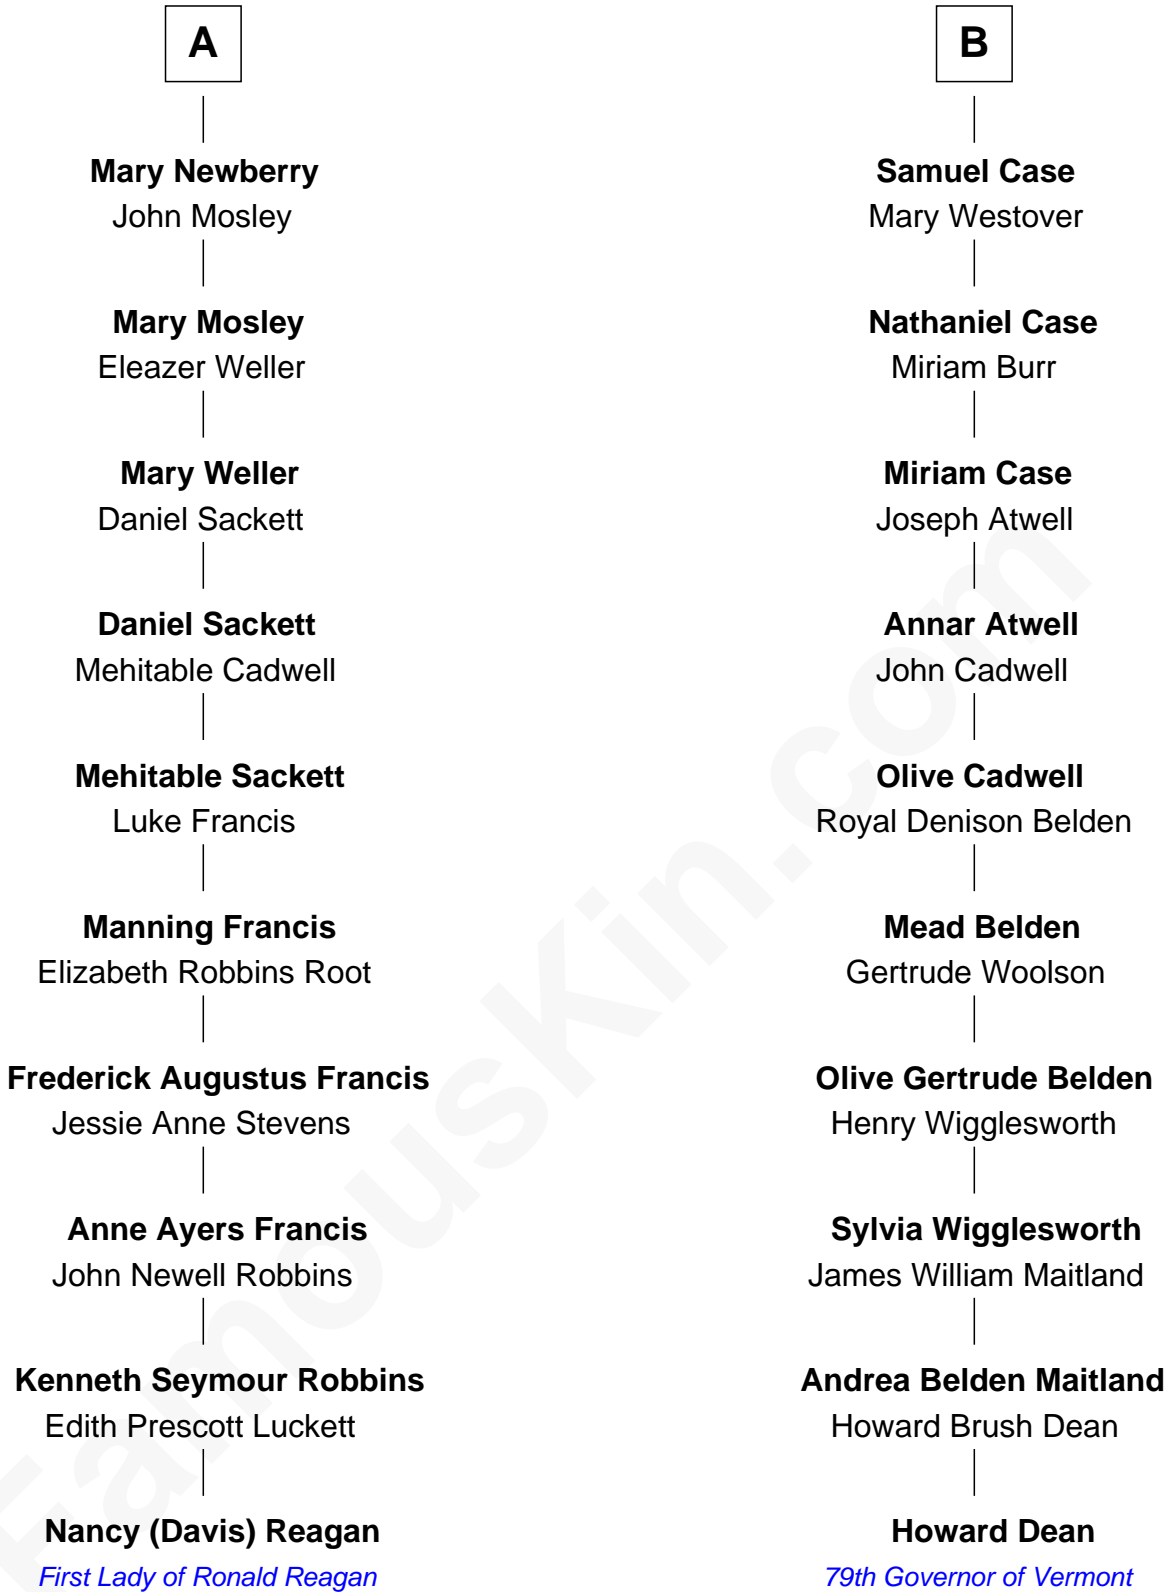 A
Mary Newberry
John Mosley
Mary Mosley
Eleazer Weller
Mary Weller
Daniel Sackett
Daniel Sackett
Mehitable Cadwell
Mehitable Sackett
Luke Francis
Manning Francis
Elizabeth Robbins Root
Frederick Augustus Francis
Jessie Anne Stevens
Anne Ayers Francis
John Newell Robbins
Kenneth Seymour Robbins
Edith Prescott Luckett
Nancy (Davis) Reagan
First Lady of Ronald Reagan
B
Samuel Case
Mary Westover
Nathaniel Case
Miriam Burr
Miriam Case
Joseph Atwell
Annar Atwell
John Cadwell
Olive Cadwell
Royal Denison Belden
Mead Belden
Gertrude Woolson
Olive Gertrude Belden
Henry Wigglesworth
Sylvia Wigglesworth
James William Maitland
Andrea Belden Maitland
Howard Brush Dean
Howard Dean
79th Governor of Vermont
FamousKin.com